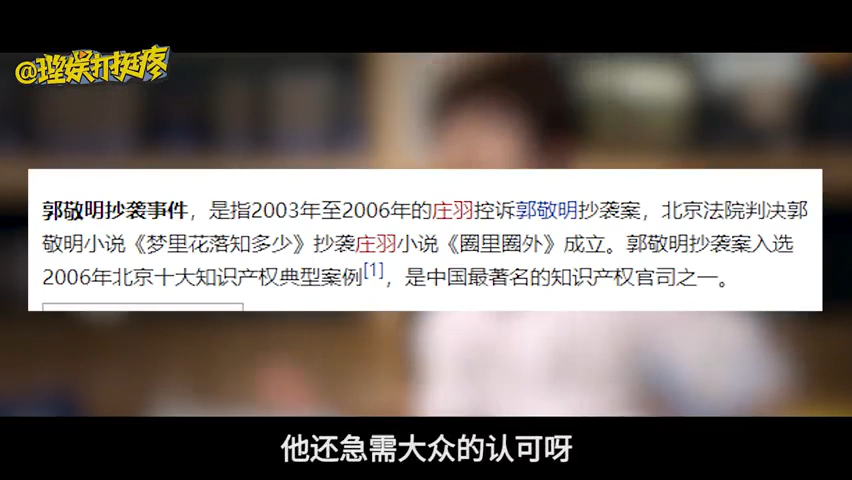 @理娱打挺疼
郭敬明抄袭事件，是指2003年至2006年的庄羽控诉郭敬明抄袭案，北京法院判决郭
敬明小说《梦里花落知多少》抄袭庄羽小说《圈里圈外》成立。郭敬明抄袭案入选
2006年北京十大知识产权典型案例[1]，是中国最著名的知识产权官司之一。
他还急需大众的认可呀